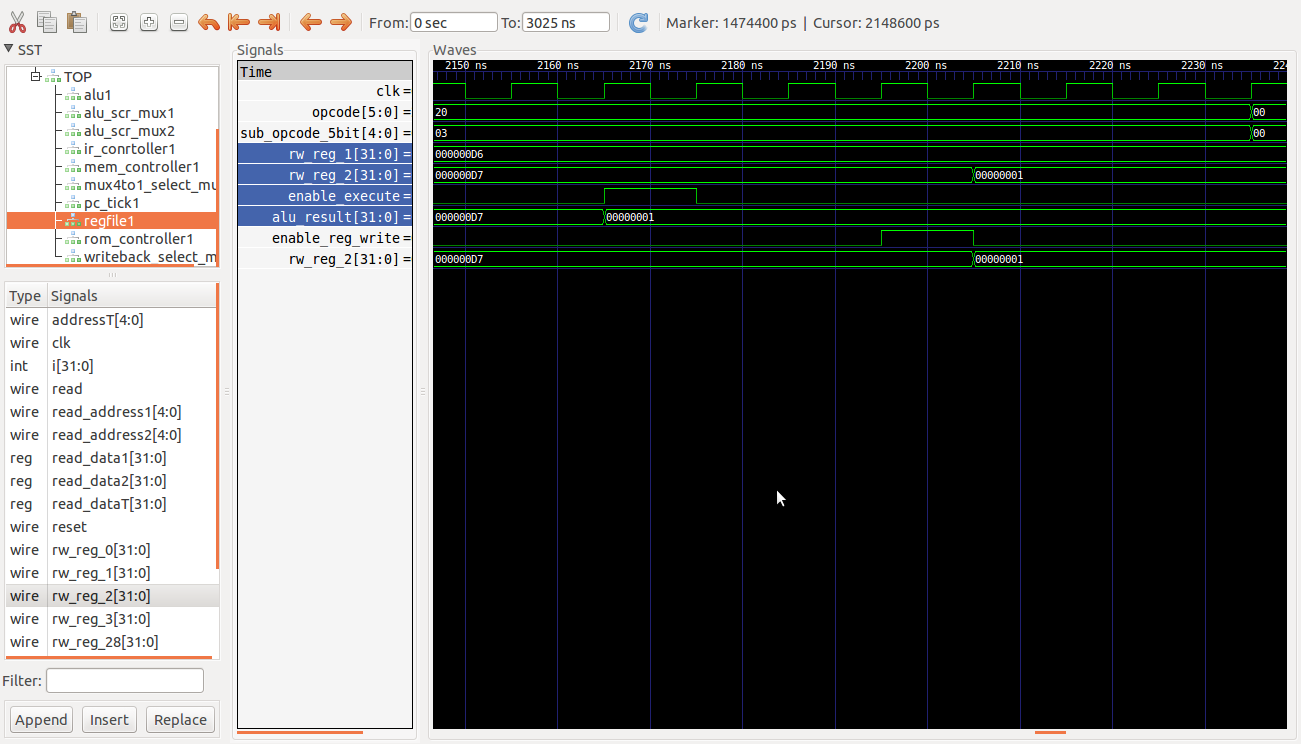 From: 0 sec To: 3025 ns Marker: 1474400 ps | Cursor: 2148600 ps
SST
TOP
alu1
alu_scr_mux1
alu_scr_mux2
ir_conrtoller1
mem_controller1
mux4to1_select_mu
pc_tick1
regfile1
rom_controller1
writeback_select_m
Type Signals
wire addressT[4:0]
wire clk
int i[31:0]
wire read
wire read_address1[4:0]
wire read_address2[4:0]
reg read_data1[31:0]
reg read_data2[31:0]
reg read_dataT[31:0]
wire reset
wire rw_reg_0[31:0]
wire rw_reg_1[31:0]
wire rw_reg_2[31:0]
wire rw_reg_3[31:0]
wire rw_reg_28[31:0]
Filter:
Append Insert Replace
Signals
Time
clk =
opcode[5:0] =
sub_opcode_5bit[4:0] =
rw_reg_1[31:0] =
rw_reg_2[31:0] =
enable_execute =
alu_result[31:0] =
enable_reg_write =
rw_reg_2[31:0] =
Waves
2150 ns 2160 ns 2170 ns 2180 ns 2190 ns 2200 ns 2210 ns 2220 ns 2230 ns 224
20 00
03 00
000000D6
000000D7 00000001
000000D7 00000001
000000D7 00000001